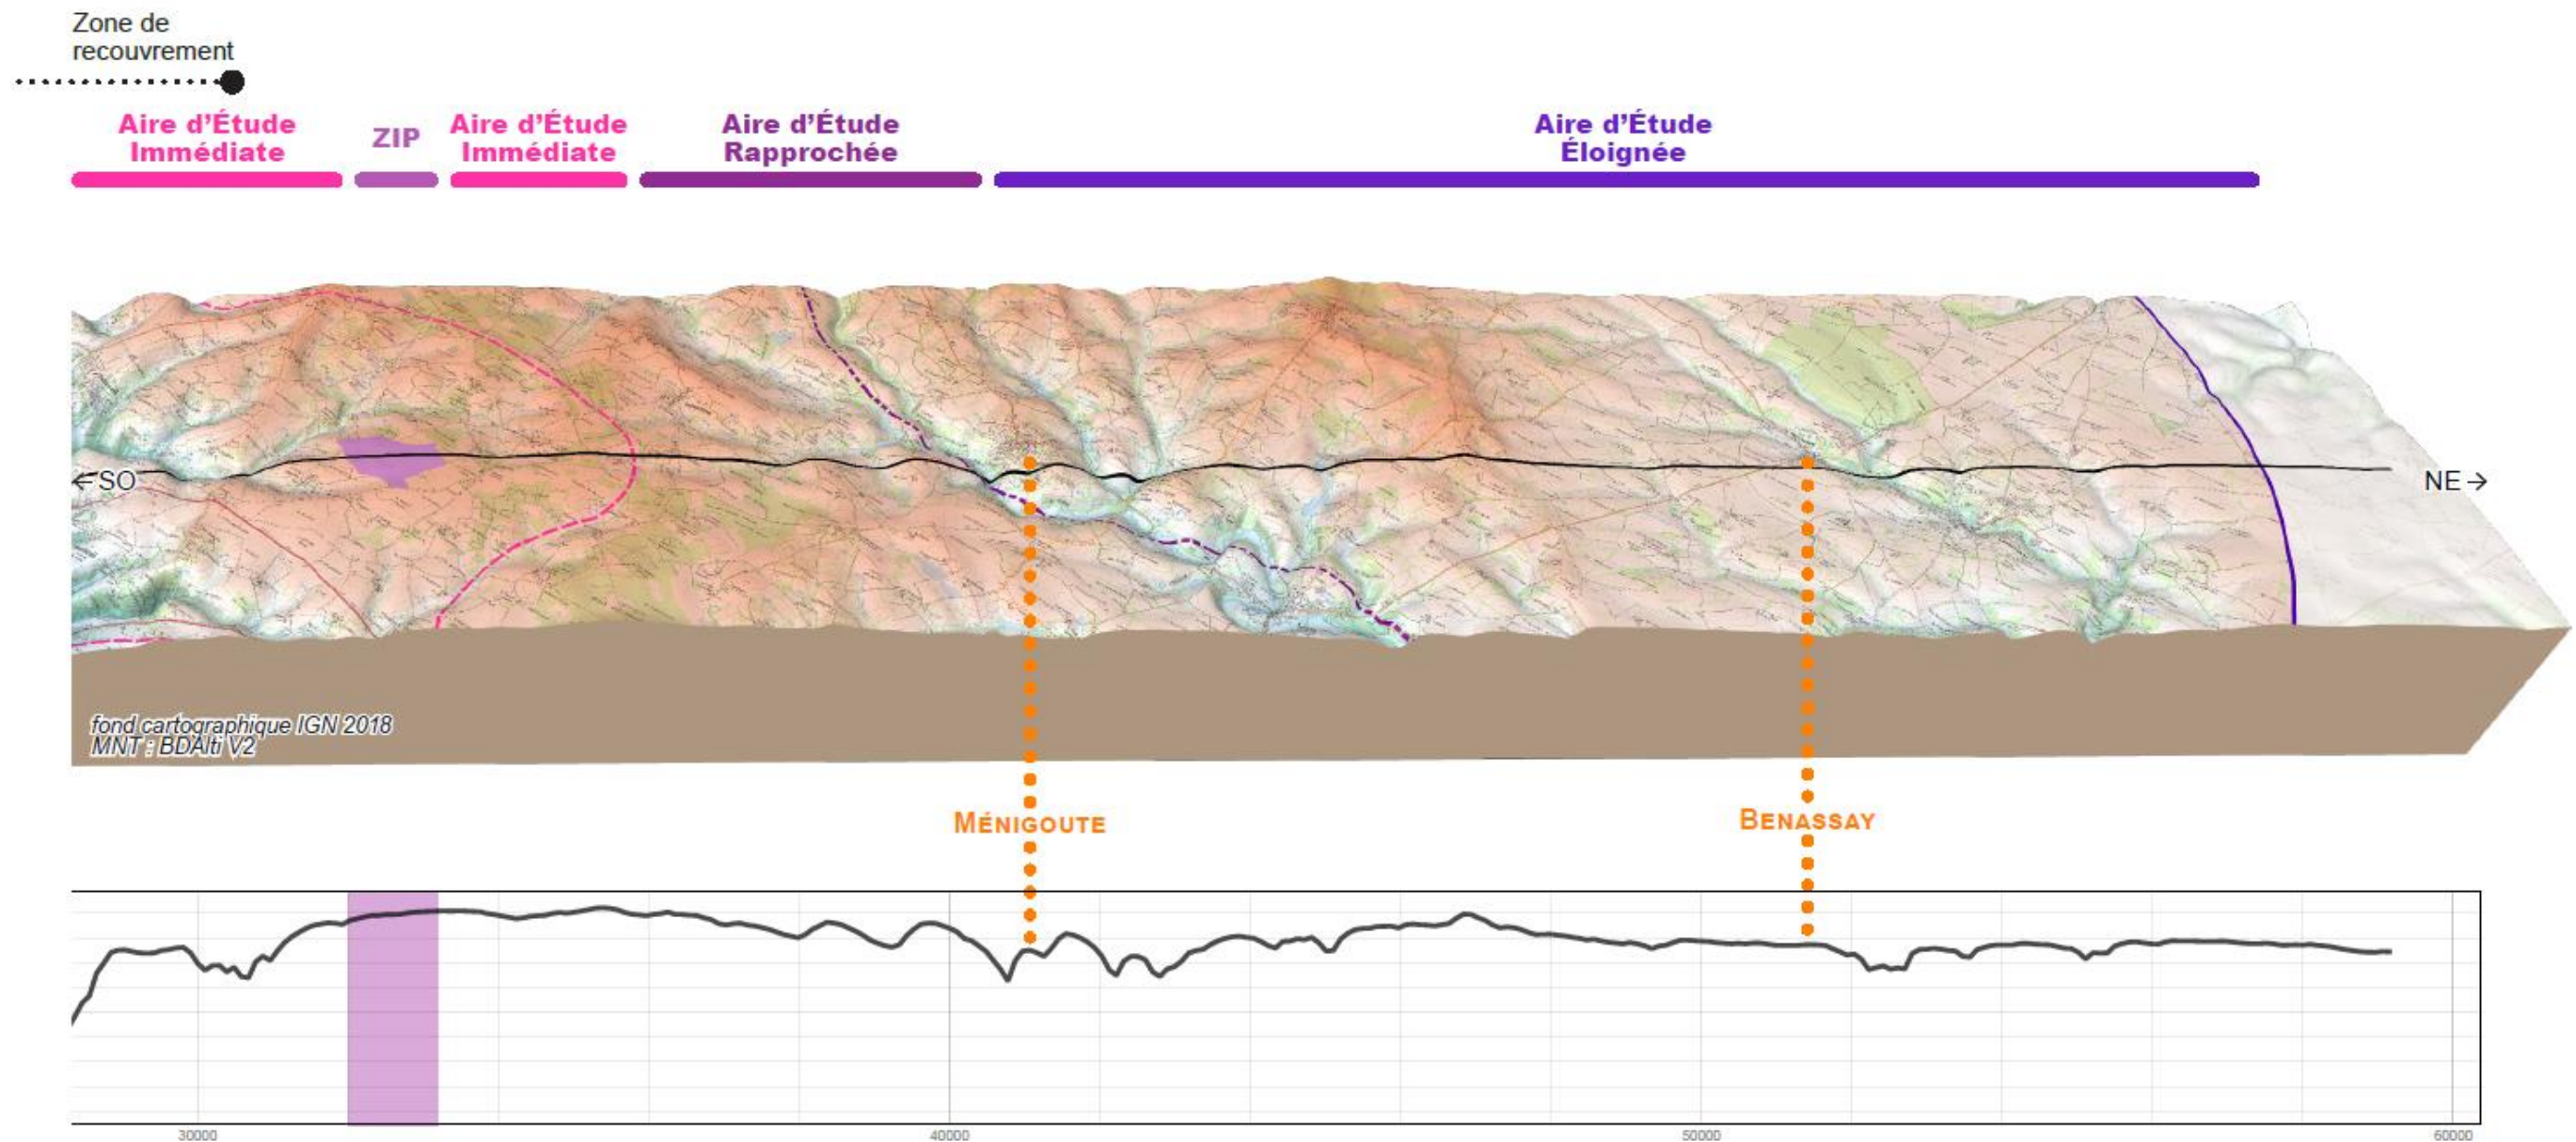 Zone de
recouvrement
Aire d'Étude
Immédiate
ZIP
Aire d'Étude
Immédiate
Aire d'Étude
Rapprochée
Aire d'Étude
Éloignée
←SO
NE→
fond cartographique IGN 2018
MNT : BDAlti V2
MÉNIGOUTE
BENASSAY
30000
40000
50000
60000